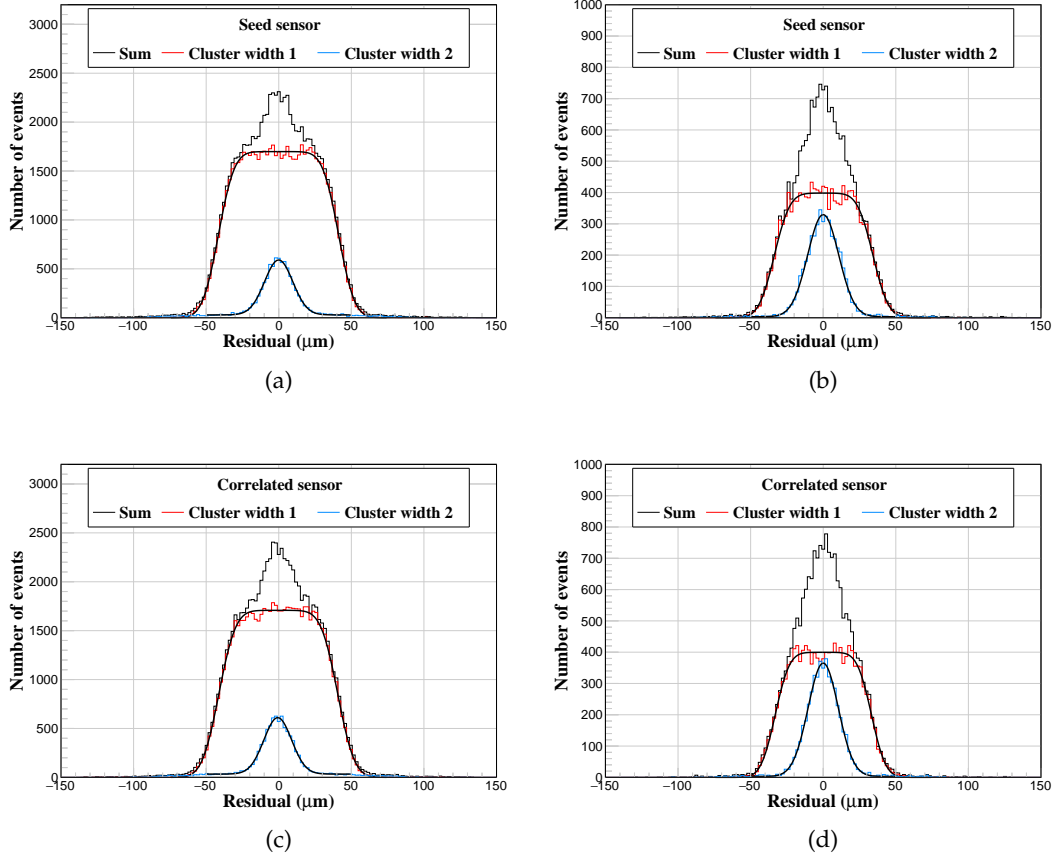 Seed sensor
Sum Cluster width 1 Cluster width 2
Number of events
3000
2500
2000
1500
1000
500
0
−150 −100 −50 0 50 100 150
Residual (μm)
(a)
Seed sensor
Sum Cluster width 1 Cluster width 2
Number of events
1000
900
800
700
600
500
400
300
200
100
0
−150 −100 −50 0 50 100 150
Residual (μm)
(b)
Correlated sensor
Sum Cluster width 1 Cluster width 2
Number of events
3000
2500
2000
1500
1000
500
0
−150 −100 −50 0 50 100 150
Residual (μm)
(c)
Correlated sensor
Sum Cluster width 1 Cluster width 2
Number of events
1000
900
800
700
600
500
400
300
200
100
0
−150 −100 −50 0 50 100 150
Residual (μm)
(d)